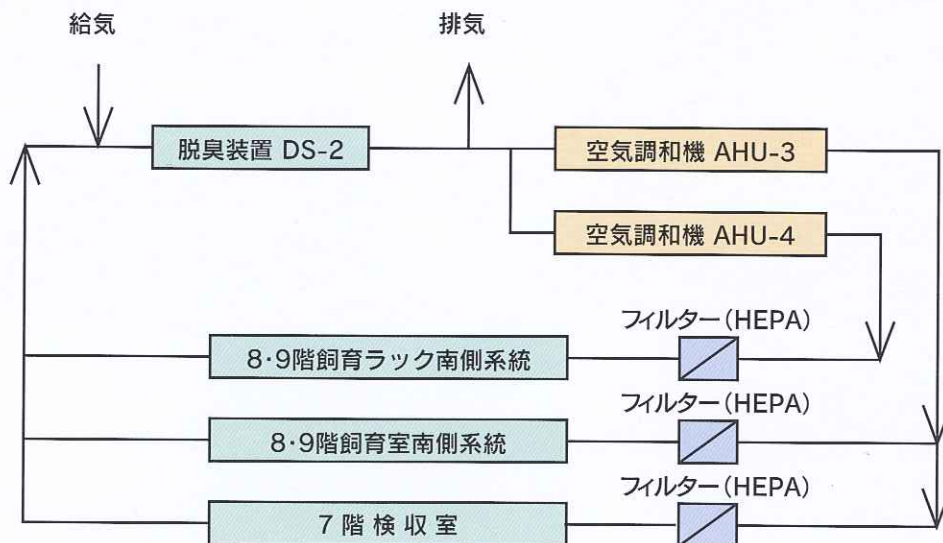 給気
排気
脱臭装置 DS-2
空気調和機 AHU-3
空気調和機 AHU-4
フィルター(HEPA)
8・9階飼育ラック南側系統
フィルター(HEPA)
8・9階飼育室南側系統
フィルター(HEPA)
7階検収室